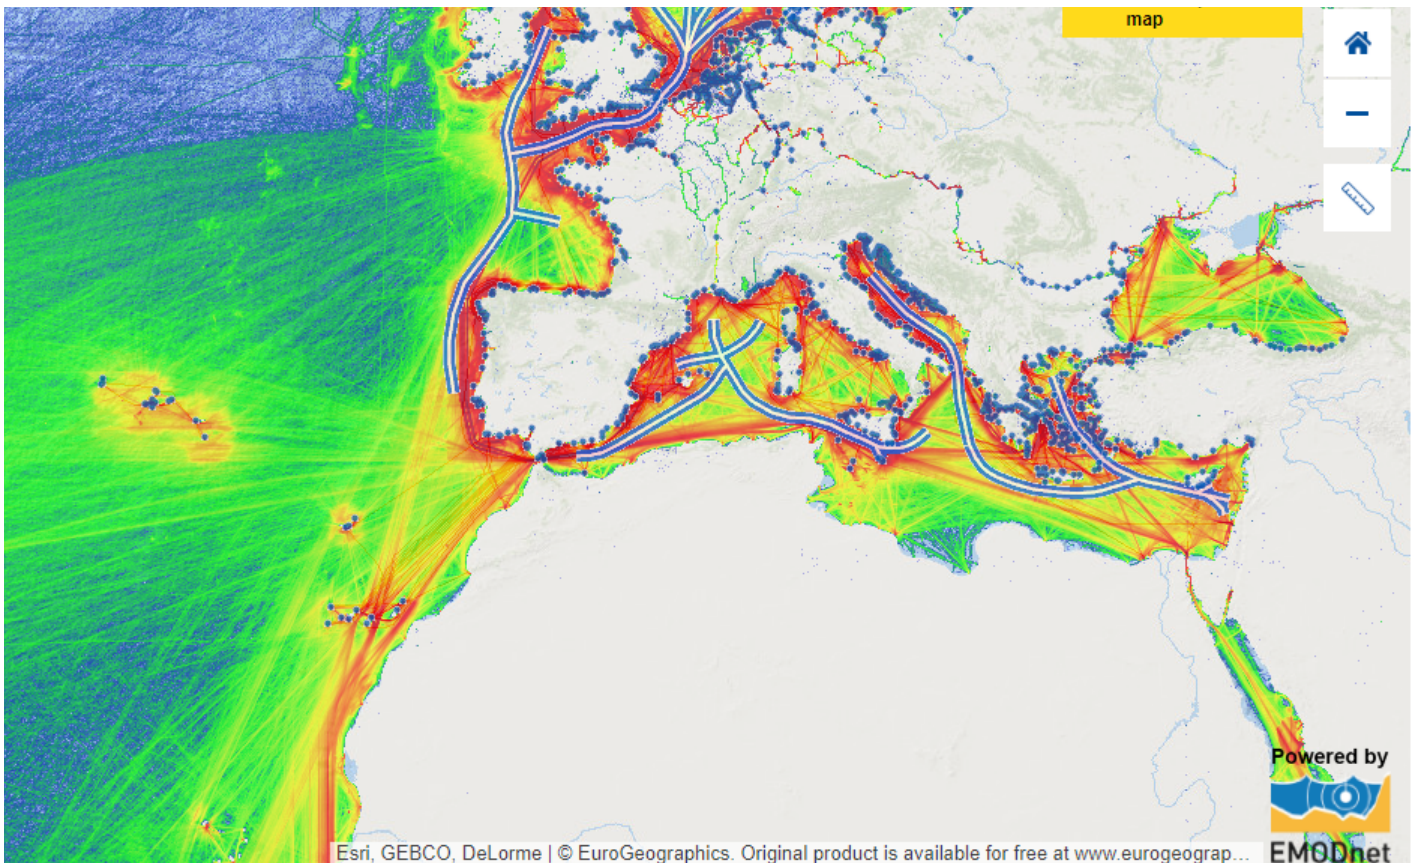 map
Powered by
EMODnet
Esri, GEBCO, DeLorme | © EuroGeographics. Original product is available for free at www.eurogeograp...